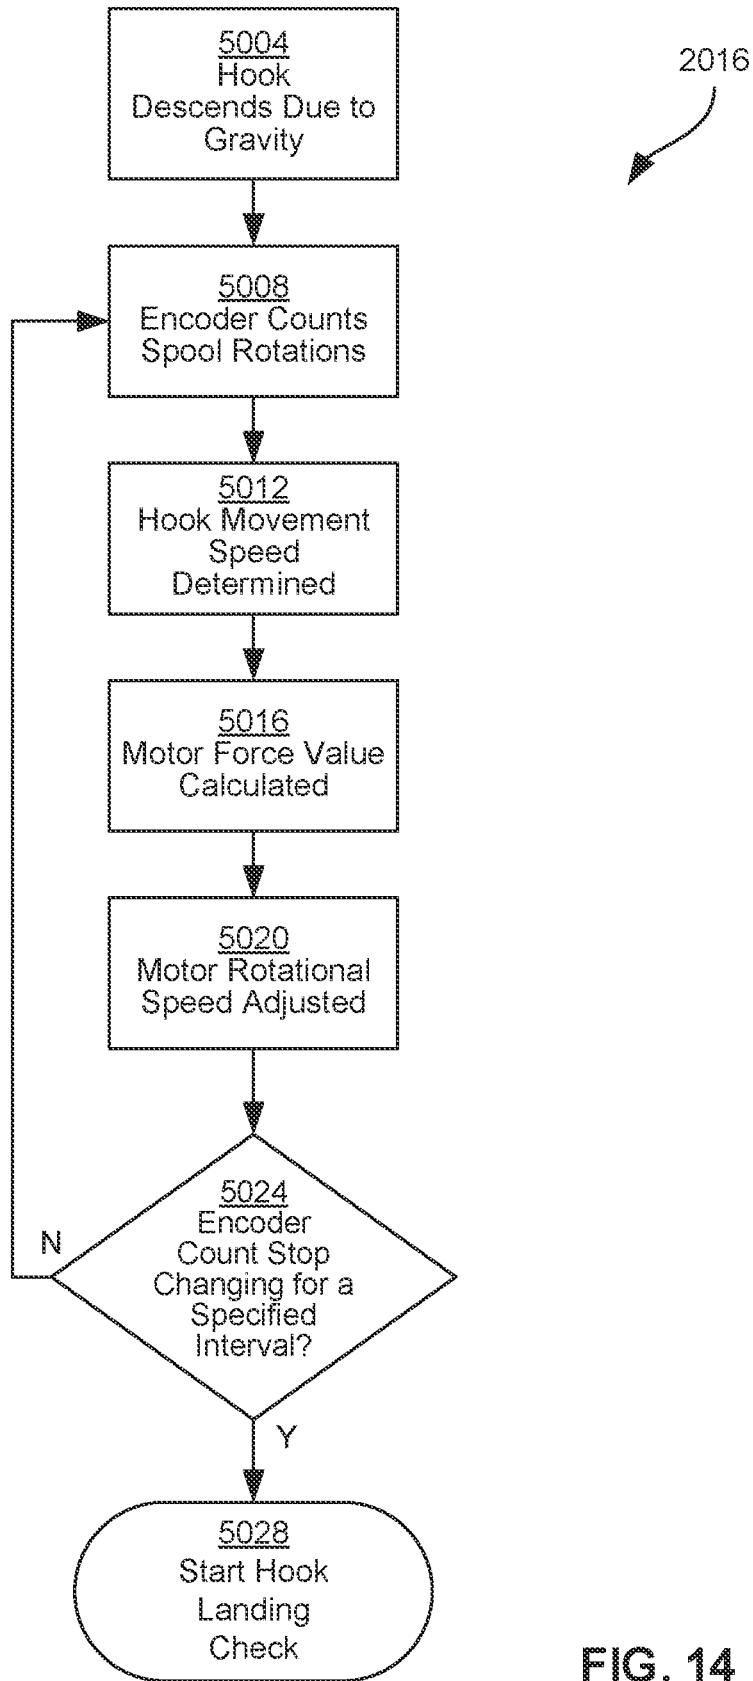 5004
Hook
Descends Due to
Gravity
2016
5008
Encoder Counts
Spool Rotations
5012
Hook Movement
Speed
Determined
5016
Motor Force Value
Calculated
5020
Motor Rotational
Speed Adjusted
5024
Encoder
Count Stop
Changing for a
Specified
Interval?
N
Y
5028
Start Hook
Landing
Check
FIG. 14